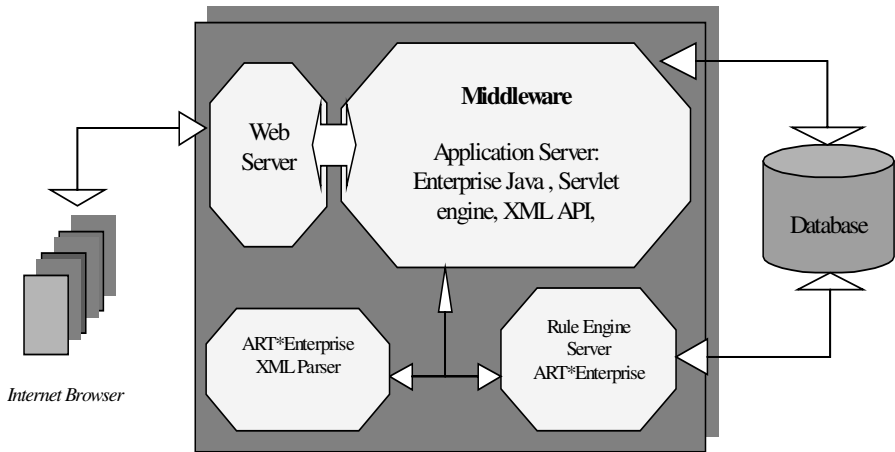 Middleware
Web
Server
Application Server:
Enterprise Java , Servlet
engine, XML API,
Database
ART*Enterprise
XML Parser
Rule Engine
Server
ART*Enterprise
Internet Browser